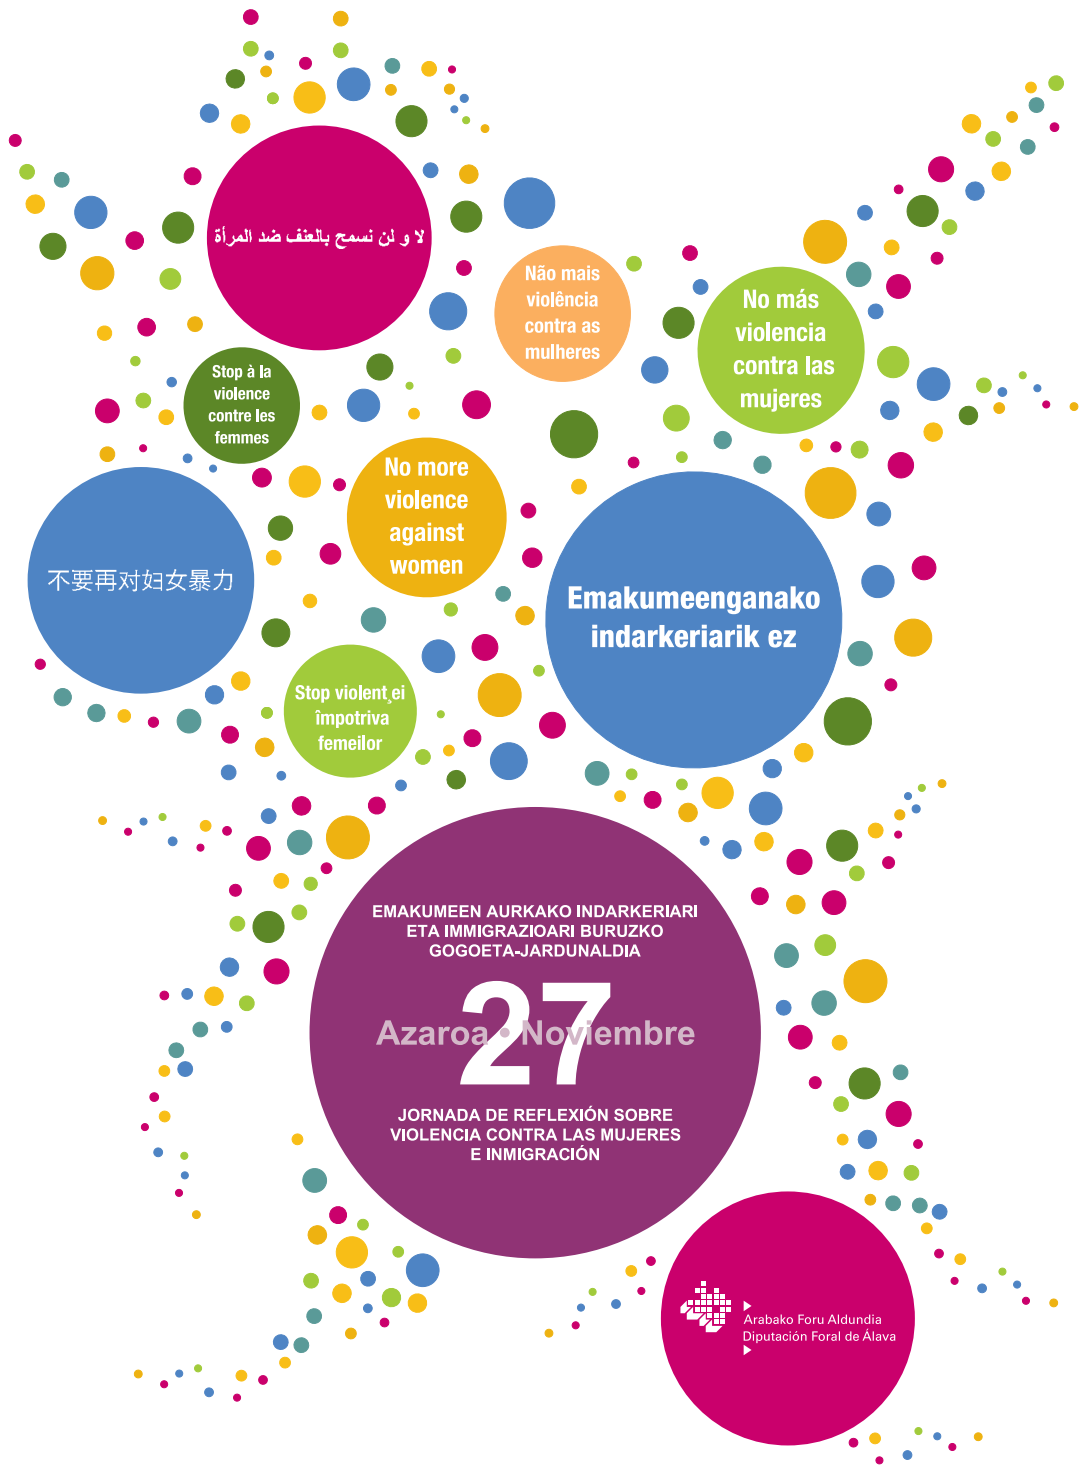 لا و لن نسمح بالعنف ضد المرأة
Não mais
violência
contra as
mulheres
No más
violencia
contra las
mujeres
Stop à la
violence
contre les
femmes
No more
violence
against
women
不要再对妇女暴力
Emakumeenganako
indarkeriarik ez
Stop violenţei
împotriva
femeilor
EMAKUMEEN AURKAKO INDARKERIARI
ETA IMMIGRAZIOARI BURUZKO
GOGOETA-JARDUNALDIA
27
Azaroa • Noviembre
JORNADA DE REFLEXIÓN SOBRE
VIOLENCIA CONTRA LAS MUJERES
E INMIGRACIÓN
Arabako Foru Aldundia
Diputación Foral de Álava